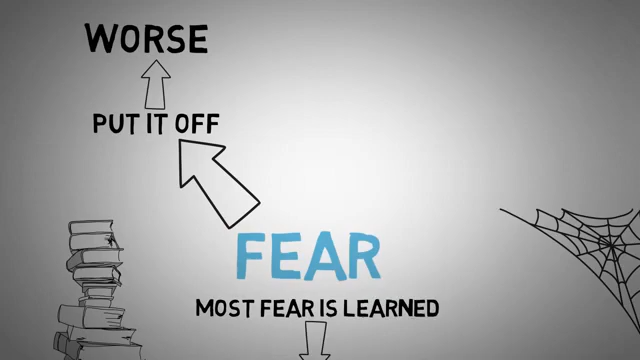 WORSE
PUT IT OFF
FEAR
MOST FEAR IS LEARNED